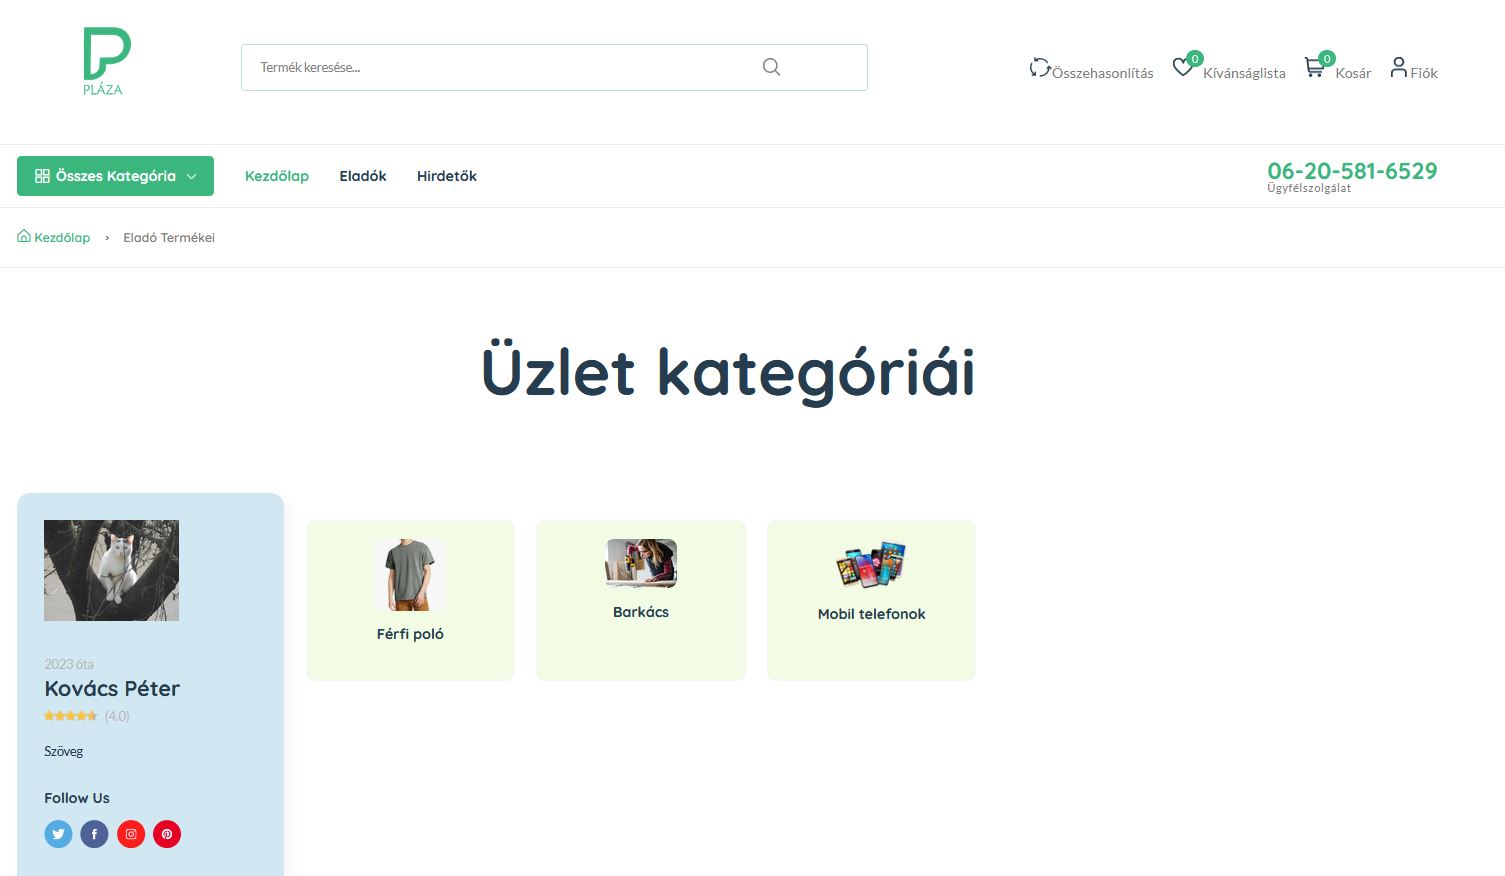 PLÁZA
Termék keresése...
Összehasonlítás
0
Kívánságlista
0
Kosár
Fiók
Összes Kategória
Kezdőlap
Eladók
Hirdetők
06-20-581-6529
Ügyfélszolgálat
Kezdőlap › Eladó Termékei
Üzlet kategóriái
2023 óta
Kovács Péter
(4.0)
Szöveg
Follow Us
Férfi poló
Barkács
Mobil telefonok